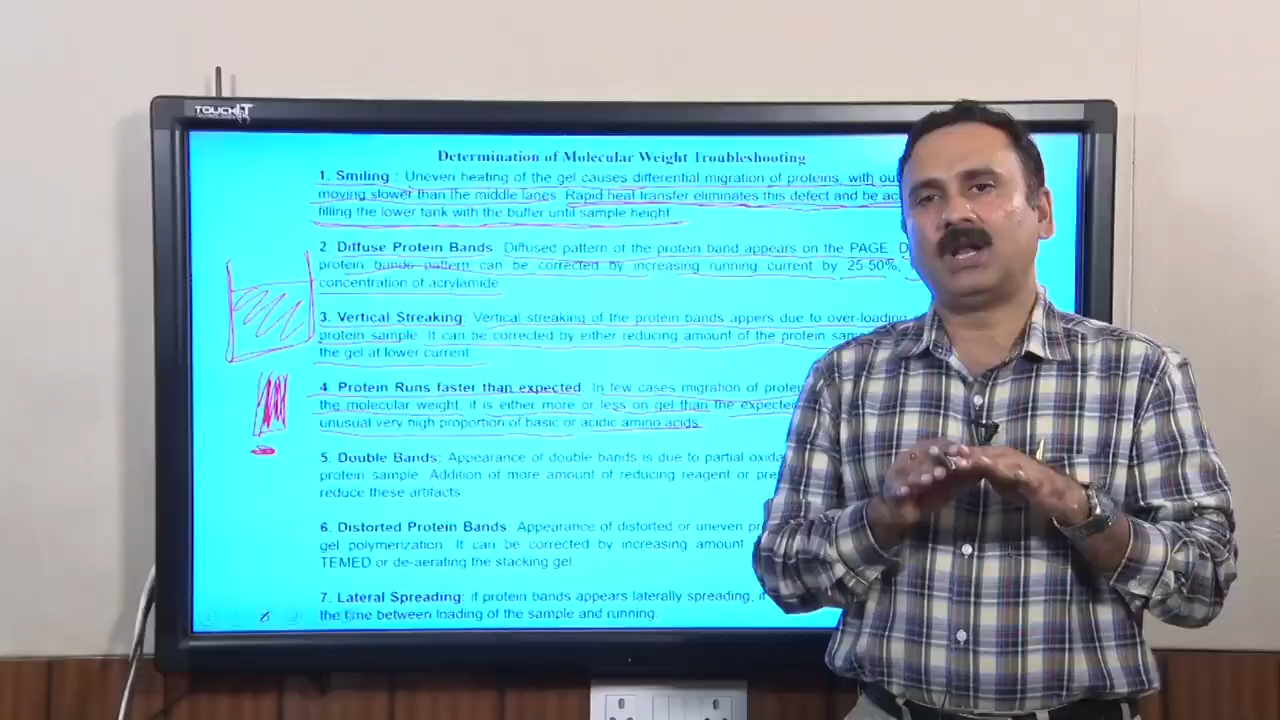 TOUCHIT
Determination of Molecular Weight Troubleshooting
1. Smiling : Uneven heating of the gel causes differential migration of proteins, with out
moving slower than the middle lanes. Rapid heat transfer eliminates this defect and be ac
filling the lower tank with the buffer until sample height
2. Diffuse Protein Bands: Diffused pattern of the protein band appears on the PAGE. D
protein bands pattern can be corrected by increasing running current by 25-50%,
concentration of acrylamide
3. Vertical Streaking: Vertical streaking of the protein bands appers due to over-loading
protein sample. It can be corrected by either reducing amount of the protein sam
the gel at lower current
4. Protein Runs faster than expected. In few cases migration of protei
the molecular weight, it is either more or less on gel than the expected
unusual very high proportion of basic or acidic amino acids.
5. Double Bands: Appearance of double bands is due to partial oxida
protein sample. Addition of more amount of reducing reagent or pre
reduce these artifacts
6. Distorted Protein Bands: Appearance of distorted or uneven pr
gel polymerization. It can be corrected by increasing amount
TEMED or de-aerating the stacking gel.
7. Lateral Spreading: if protein bands appears laterally spreading, i
the time between loading of the sample and running.